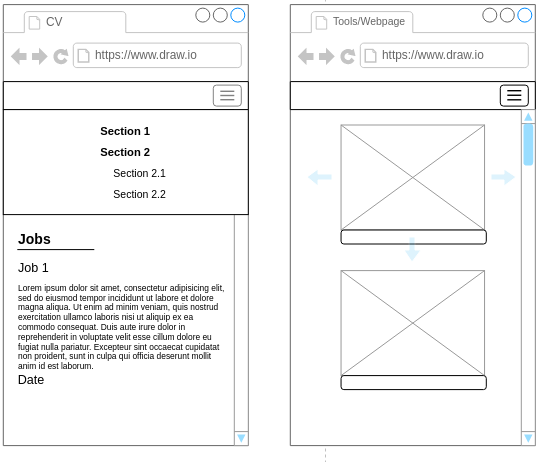 CV
https://www.draw.io
Section 1
Section 2
Section 2.1
Section 2.2
Jobs
Job 1
Lorem ipsum dolor sit amet, consectetur adipisicing elit,
sed do eiusmod tempor incididunt ut labore et dolore
magna aliqua. Ut enim ad minim veniam, quis nostrud
exercitation ullamco laboris nisi ut aliquip ex ea
commodo consequat. Duis aute irure dolor in
reprehenderit in voluptate velit esse cillum dolore eu
fugiat nulla pariatur. Excepteur sint occaecat cupidatat
non proident, sunt in culpa qui officia deserunt mollit
anim id est laborum.
Date
Tools/Webpage
https://www.draw.io